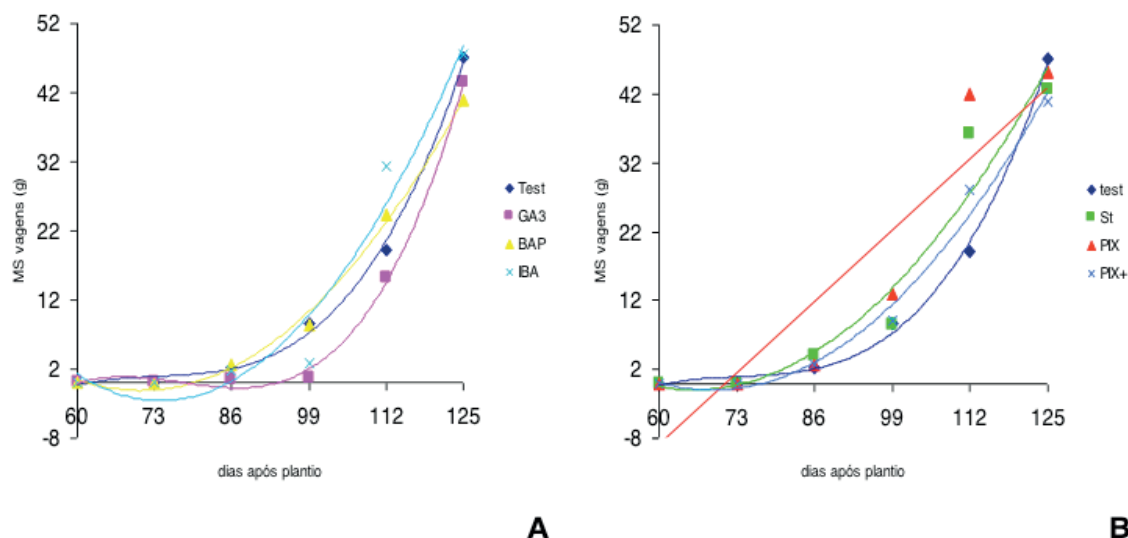 52
42
32
22
12
2
-8
60 73 86 99 112 125
MS vagens (g)
dias após plantio
Test
GA3
BAP
IBA
A
52
42
32
22
12
2
-8
60 73 86 99 112 125
MS vagens (g)
dias após plantio
test
St
PIX
PIX+
B